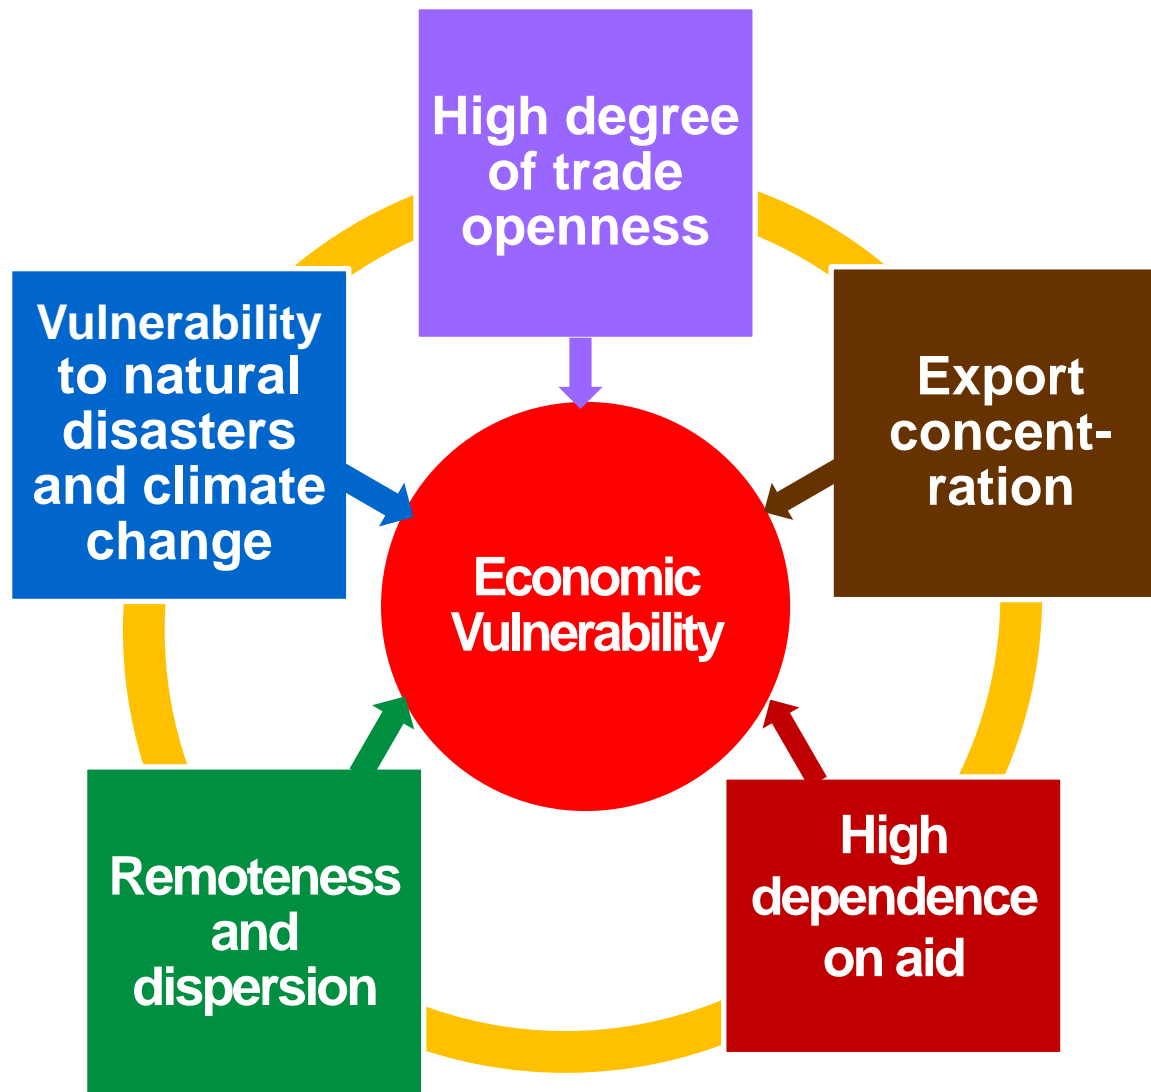 High degree
of trade
openness
Vulnerability
to natural
disasters
and climate
change
Export
concent-
ration
Economic
Vulnerability
Remoteness
and
dispersion
High
dependence
on aid